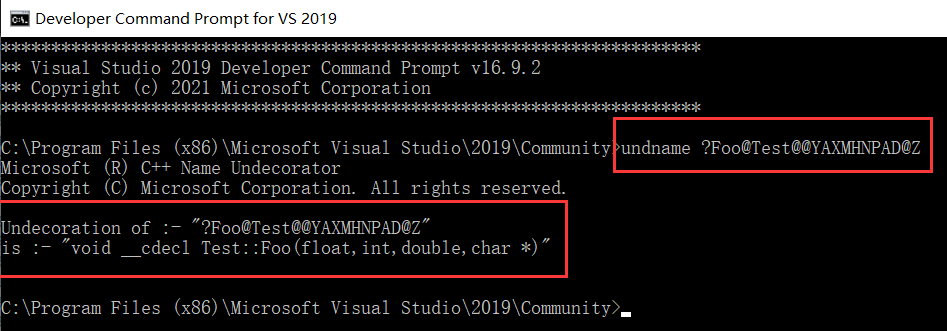 Developer Command Prompt for VS 2019
**********************************************************************
** Visual Studio 2019 Developer Command Prompt v16.9.2
** Copyright (c) 2021 Microsoft Corporation
**********************************************************************
C:\Program Files (x86)\Microsoft Visual Studio\2019\Community>undname ?Foo@Test@@YAXMHNPAD@Z
Microsoft (R) C++ Name Undecorator
Copyright (C) Microsoft Corporation. All rights reserved.
Undecoration of :- "?Foo@Test@@YAXMHNPAD@Z"
is :- "void __cdecl Test::Foo(float,int,double,char *)"
C:\Program Files (x86)\Microsoft Visual Studio\2019\Community>